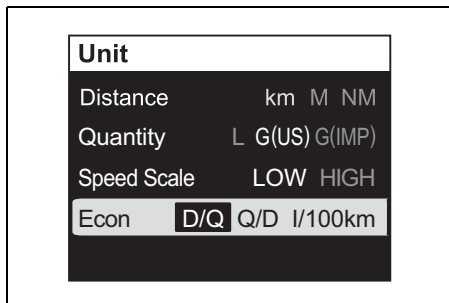 Unit
Distance km M NM
Quantity L G(US) G(IMP)
Speed Scale LOW HIGH
Econ D/Q Q/D l/100km